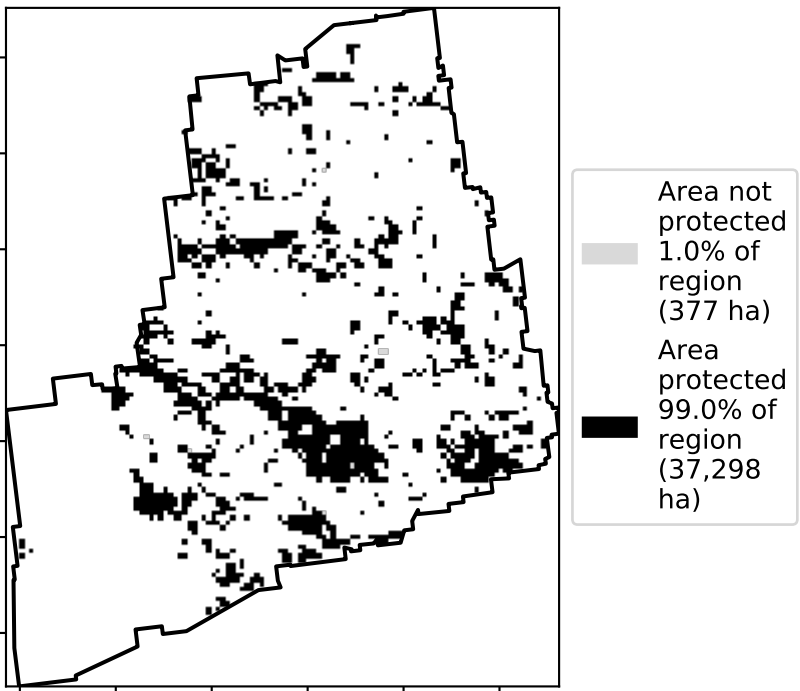 Area not
protected
1.0% of
region
(377 ha)
Area
protected
99.0% of
region
(37,298
ha)